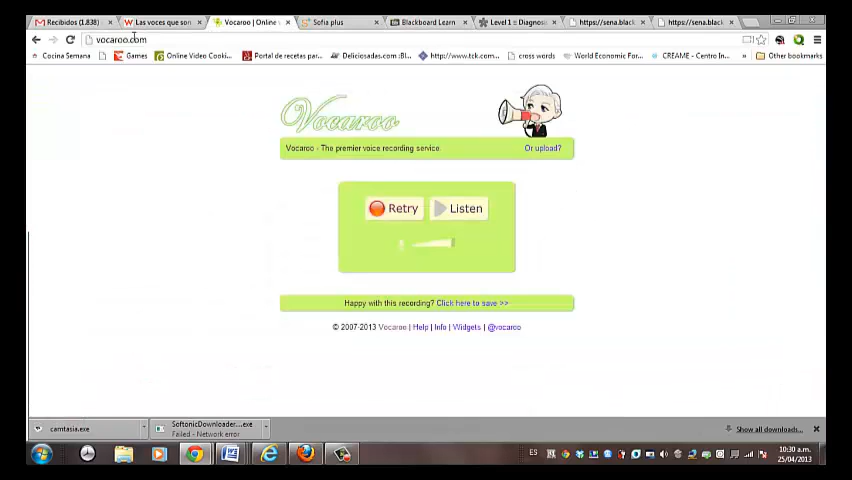 Recibidos (1.838)
Las voces que son
Vocaroo | Online
Sofia plus
Blackboard Learn
Level 1 :: Diagnosi
https://sena.black
https://sena.black
vocaroo.com
Cocina Semana
Games
Online Video Cooki...
Portal de recetas par...
Deliciosadas.com :Bl...
http://www.tck.com...
cross words
World Economic For...
CREAME - Centro In...
Other bookmarks
Vocaroo
Vocaroo - The premier voice recording service.
Or upload?
Retry
Listen
Happy with this recording? Click here to save >>
© 2007-2013 Vocaroo | Help | Info | Widgets | @vocaroo
camtasia.exe
SoftonicDownloader....exe
Failed - Network error
Show all downloads...
ES
10:30 a.m.
25/04/2013